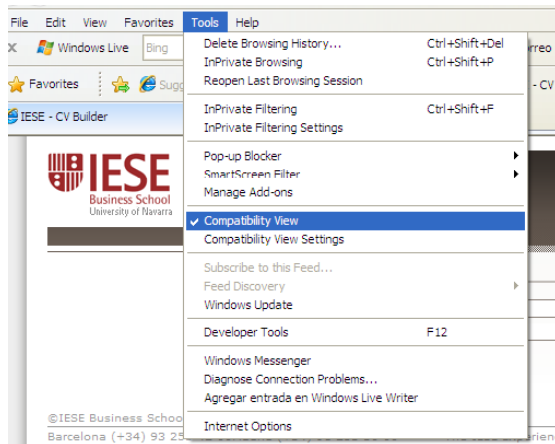 File Edit View Favorites Tools Help
Windows Live Bing
Favorites
IESE - CV Builder
- CV
Delete Browsing History... Ctrl+Shift+Del
InPrivate Browsing Ctrl+Shift+P
Reopen Last Browsing Session
InPrivate Filtering Ctrl+Shift+F
InPrivate Filtering Settings
Pop-up Blocker
SmartScreen Filter
Manage Add-ons
Compatibility View
Compatibility View Settings
Subscribe to this Feed...
Feed Discovery
Windows Update
Developer Tools F12
Windows Messenger
Diagnose Connection Problems...
Agregar entrada en Windows Live Writer
Internet Options
IESE
Business School
University of Navarra
©IESE Business Schoo
Barcelona (+34) 93 25